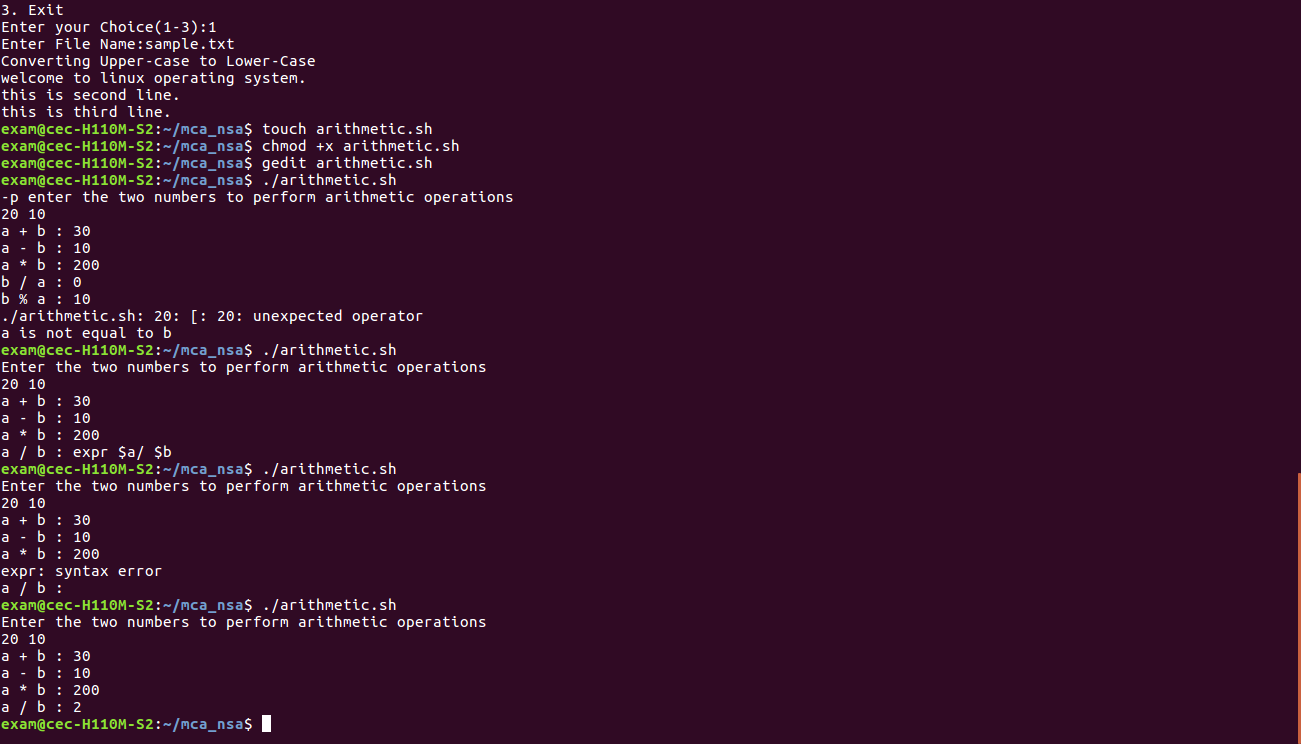 3. Exit
Enter your Choice(1-3):1
Enter File Name:sample.txt
Converting Upper-case to Lower-Case
welcome to linux operating system.
this is second line.
this is third line.
exam@cec-H110M-S2:~/mca_nsa$ touch arithmetic.sh
exam@cec-H110M-S2:~/mca_nsa$ chmod +x arithmetic.sh
exam@cec-H110M-S2:~/mca_nsa$ gedit arithmetic.sh
exam@cec-H110M-S2:~/mca_nsa$ ./arithmetic.sh
-p enter the two numbers to perform arithmetic operations
20 10
a + b : 30
a - b : 10
a * b : 200
b / a : 0
b % a : 10
./arithmetic.sh: 20: [: 20: unexpected operator
a is not equal to b
exam@cec-H110M-S2:~/mca_nsa$ ./arithmetic.sh
Enter the two numbers to perform arithmetic operations
20 10
a + b : 30
a - b : 10
a * b : 200
a / b : expr $a/ $b
exam@cec-H110M-S2:~/mca_nsa$ ./arithmetic.sh
Enter the two numbers to perform arithmetic operations
20 10
a + b : 30
a - b : 10
a * b : 200
expr: syntax error
a / b :
exam@cec-H110M-S2:~/mca_nsa$ ./arithmetic.sh
Enter the two numbers to perform arithmetic operations
20 10
a + b : 30
a - b : 10
a * b : 200
a / b : 2
exam@cec-H110M-S2:~/mca_nsa$